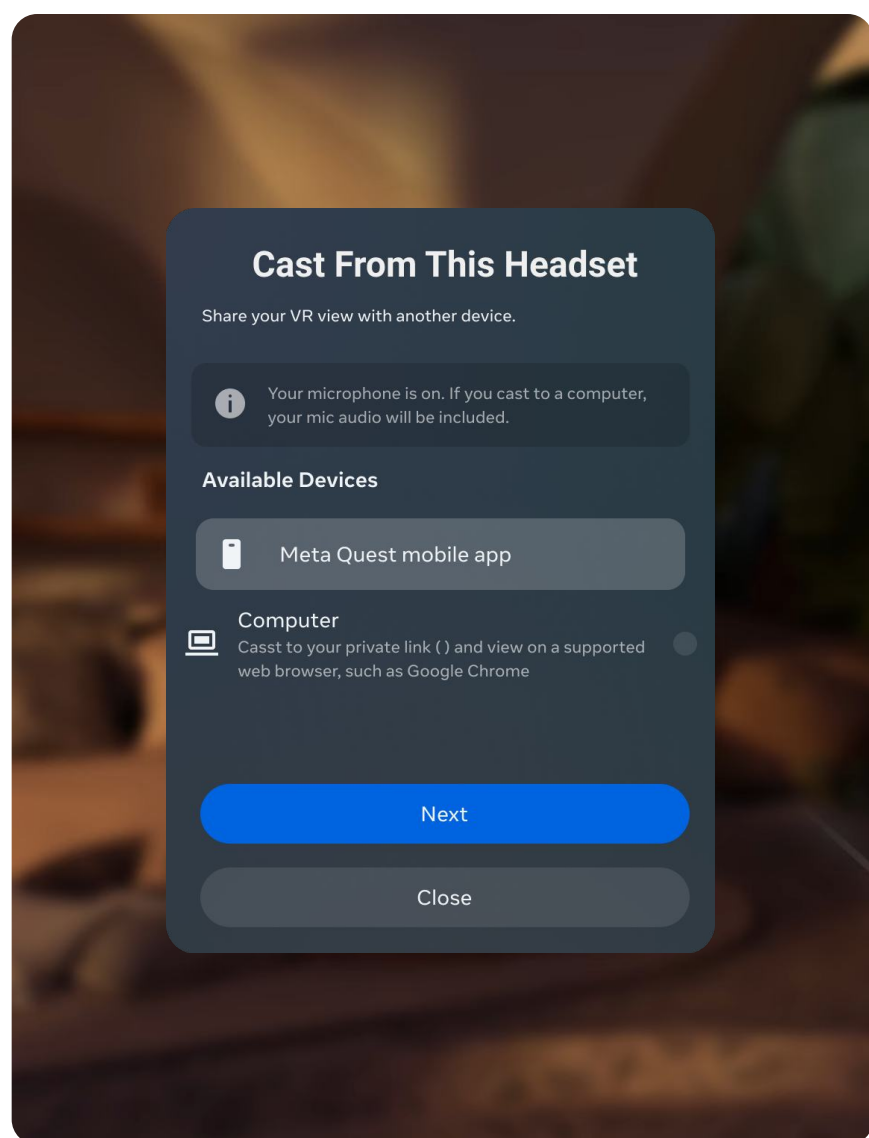 Cast From This Headset
Share your VR view with another device.
Your microphone is on. If you cast to a computer,
your mic audio will be included.
Available Devices
Meta Quest mobile app
Computer
Casst to your private link ( ) and view on a supported
web browser, such as Google Chrome
Next
Close